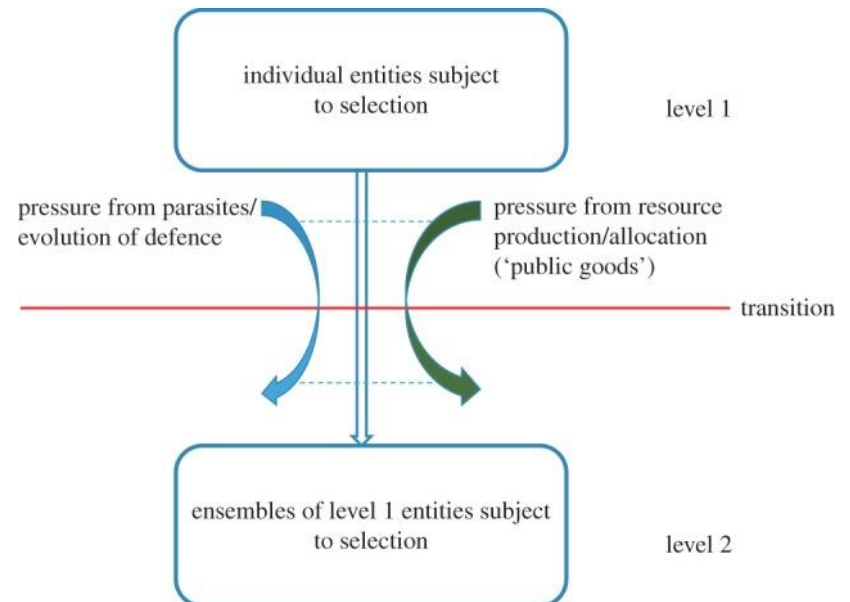 individual entities subject
to selection
level 1
pressure from parasites/
evolution of defence
pressure from resource
production/allocation
(‘public goods’)
transition
ensembles of level 1 entities subject
to selection
level 2